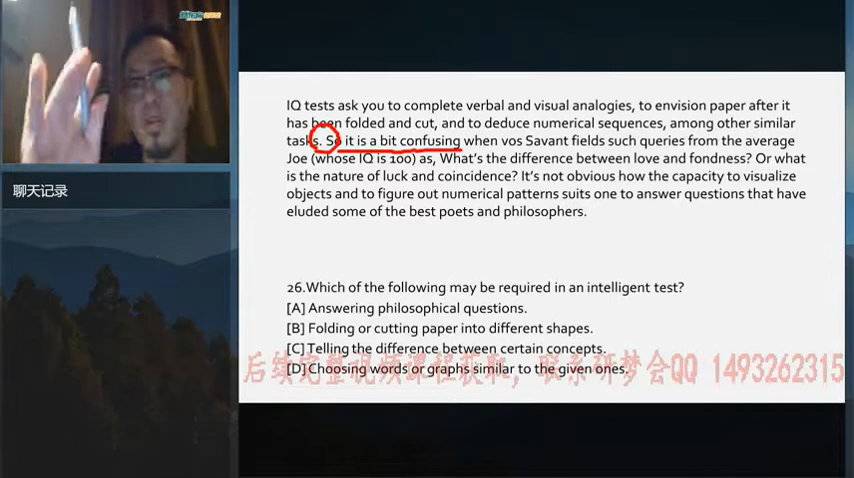 聊天记录
IQ tests ask you to complete verbal and visual analogies, to envision paper after it
has been folded and cut, and to deduce numerical sequences, among other similar
tasks. So it is a bit confusing when vos Savant fields such queries from the average
Joe (whose IQ is 100) as, What's the difference between love and fondness? Or what
is the nature of luck and coincidence? It's not obvious how the capacity to visualize
objects and to figure out numerical patterns suits one to answer questions that have
eluded some of the best poets and philosophers.
26.Which of the following may be required in an intelligent test?
[A] Answering philosophical questions.
[B] Folding or cutting paper into different shapes.
[C] Telling the difference between certain concepts.
[D] Choosing words or graphs similar to the given ones.
后续完整视频课程获取，联系研梦会QQ 1493262315